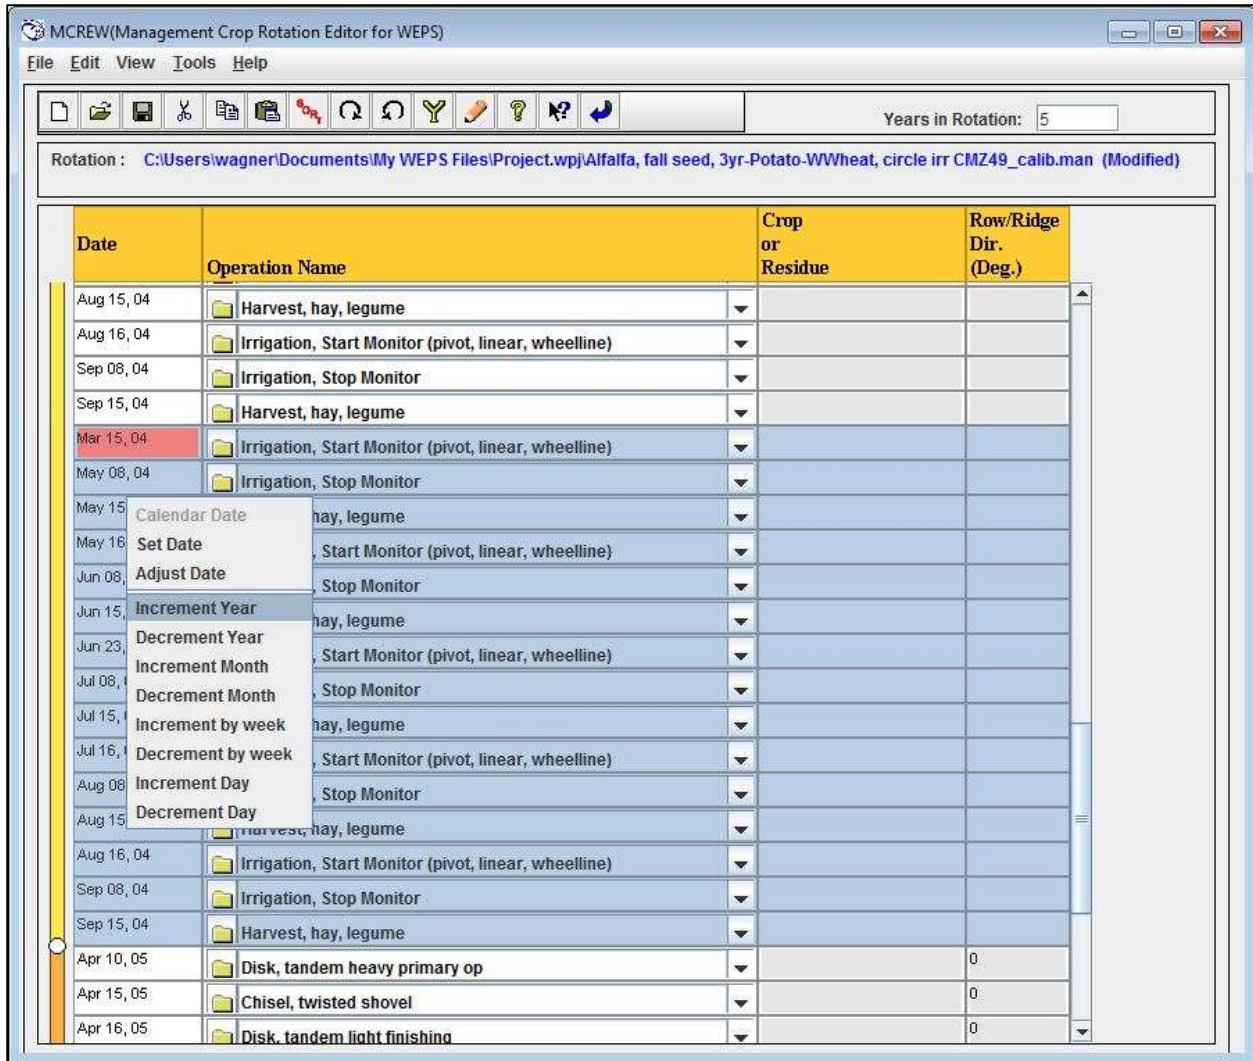 MCREW(Management Crop Rotation Editor for WEPS)
File Edit View Tools Help
SORT
Years in Rotation: 5
Rotation : C:\Users\wagner\Documents\My WEPS Files\Project.wpj\Alfalfa, fall seed, 3yr-Potato-WWheat, circle irr CMZ49_calib.man (Modified)
Date Operation Name Crop or Residue Row/Ridge Dir. (Deg.)
Aug 15, 04 Harvest, hay, legume
Aug 16, 04 Irrigation, Start Monitor (pivot, linear, wheelline)
Sep 08, 04 Irrigation, Stop Monitor
Sep 15, 04 Harvest, hay, legume
Mar 15, 04 Irrigation, Start Monitor (pivot, linear, wheelline)
May 08, 04 Irrigation, Stop Monitor
May 15 hay, legume
May 16 , Start Monitor (pivot, linear, wheelline)
Jun 08, , Stop Monitor
Jun 15, hay, legume
Jun 23, , Start Monitor (pivot, linear, wheelline)
Jul 08, , Stop Monitor
Jul 15, hay, legume
Jul 16, , Start Monitor (pivot, linear, wheelline)
Aug 08 , Stop Monitor
Aug 15 Harvest, hay, legume
Calendar Date
Set Date
Adjust Date
Increment Year
Decrement Year
Increment Month
Decrement Month
Increment by week
Decrement by week
Increment Day
Decrement Day
Aug 16, 04 Irrigation, Start Monitor (pivot, linear, wheelline)
Sep 08, 04 Irrigation, Stop Monitor
Sep 15, 04 Harvest, hay, legume
Apr 10, 05 Disk, tandem heavy primary op 0
Apr 15, 05 Chisel, twisted shovel 0
Apr 16, 05 Disk, tandem light finishing 0